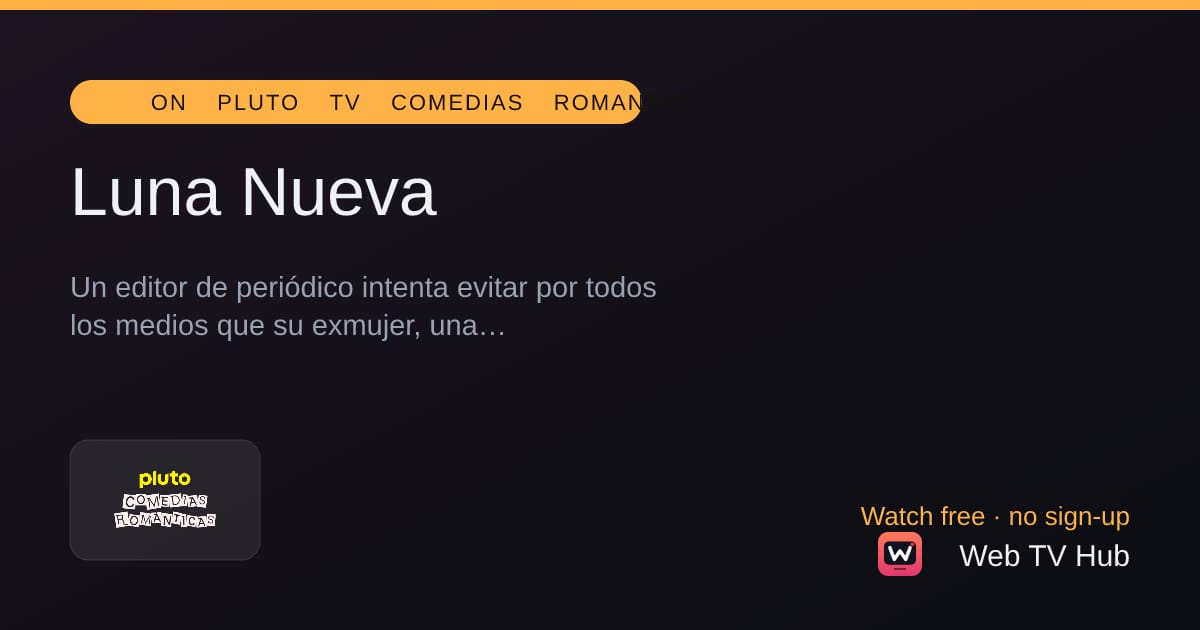 ON PLUTO TV COMEDIAS ROMAN
Luna Nueva
Un editor de periódico intenta evitar por todos
los medios que su exmujer, una…
pluto
COMEDIAS
ROMANTICAS
Watch free · no sign-up
Web TV Hub